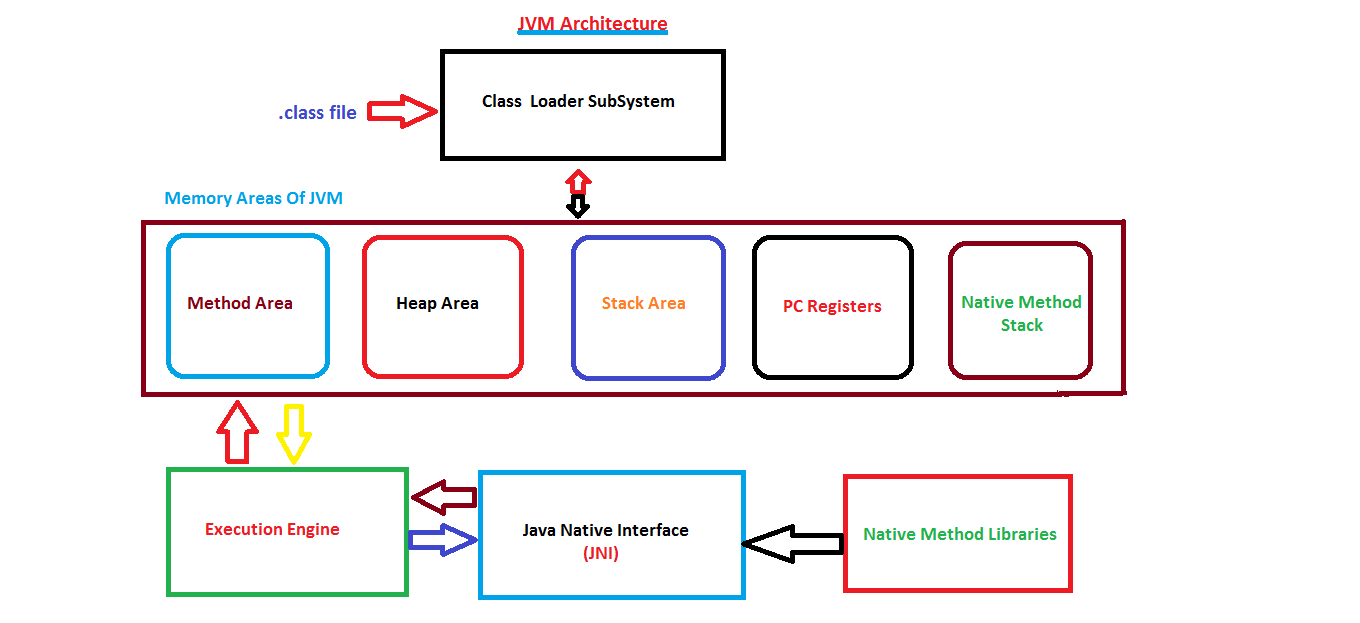 JVM Architecture
Class Loader SubSystem
.class file
Memory Areas Of JVM
Method Area
Heap Area
Stack Area
PC Registers
Native Method
Stack
Execution Engine
Java Native Interface
(JNI)
Native Method Libraries